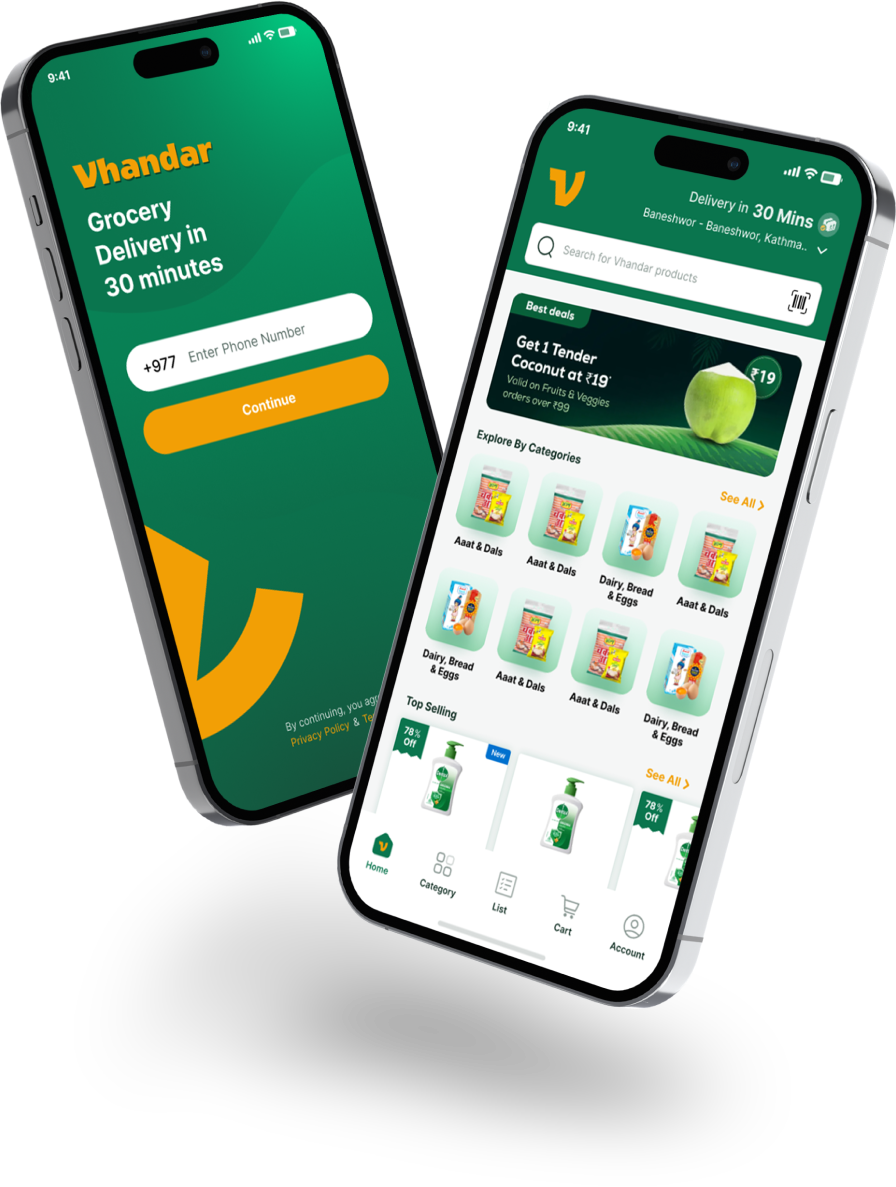 9:41
Vhandar
Grocery
Delivery in
30 minutes
+977 Enter Phone Number
Continue
By continuing, you agr
Privacy Policy & Te
9:41
Delivery in 30 Mins
Baneshwor - Baneshwor, Kathma..
Search for Vhandar products
Best deals
Get 1 Tender
Coconut at ₹19*
Valid on Fruits & Veggies
orders over ₹99
₹19
Explore By Categories
See All
Aaat & Dals
Aaat & Dals
Dairy, Bread
& Eggs
Aaat & Dals
Dairy, Bread
& Eggs
Aaat & Dals
Aaat & Dals
Dairy, Bread
& Eggs
Top Selling
See All
78%
Off
New
Dettol
Dettol
78%
Off
Home
Category
List
Cart
Account